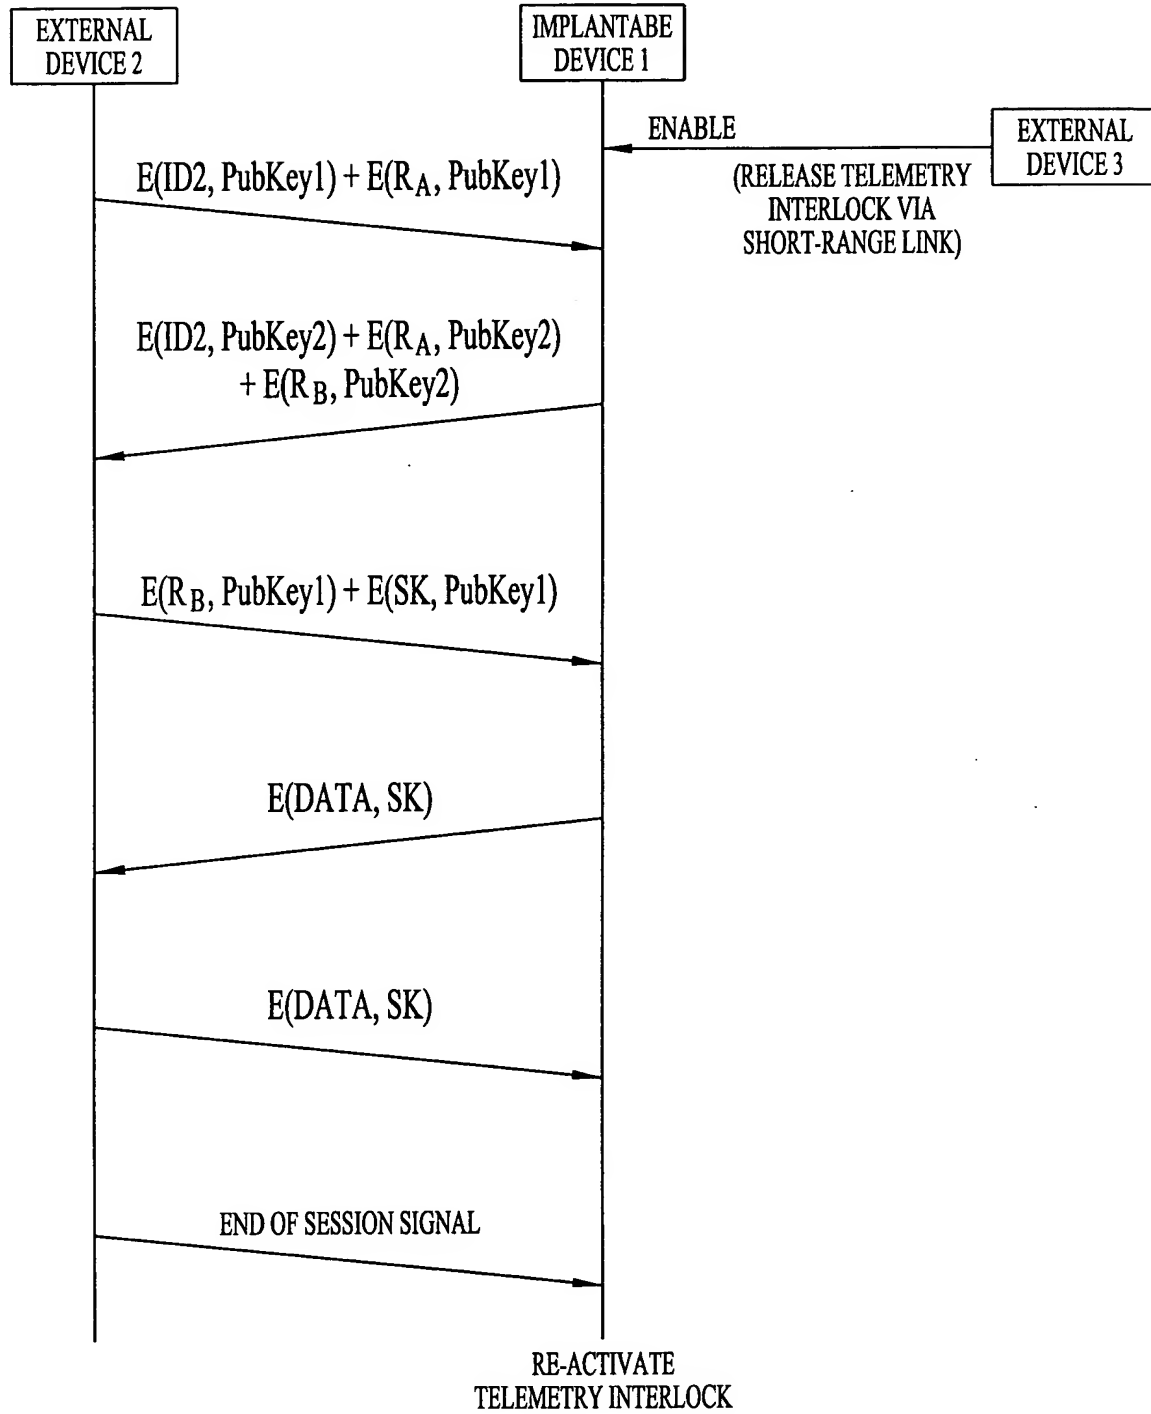 EXTERNAL
DEVICE 2
IMPLANTABE
DEVICE 1
EXTERNAL
DEVICE 3
ENABLE
(RELEASE TELEMETRY
INTERLOCK VIA
SHORT-RANGE LINK)
E(ID2, PubKey1) + E(RA, PubKey1)
E(ID2, PubKey2) + E(RA, PubKey2)
+ E(RB, PubKey2)
E(RB, PubKey1) + E(SK, PubKey1)
E(DATA, SK)
E(DATA, SK)
END OF SESSION SIGNAL
RE-ACTIVATE
TELEMETRY INTERLOCK